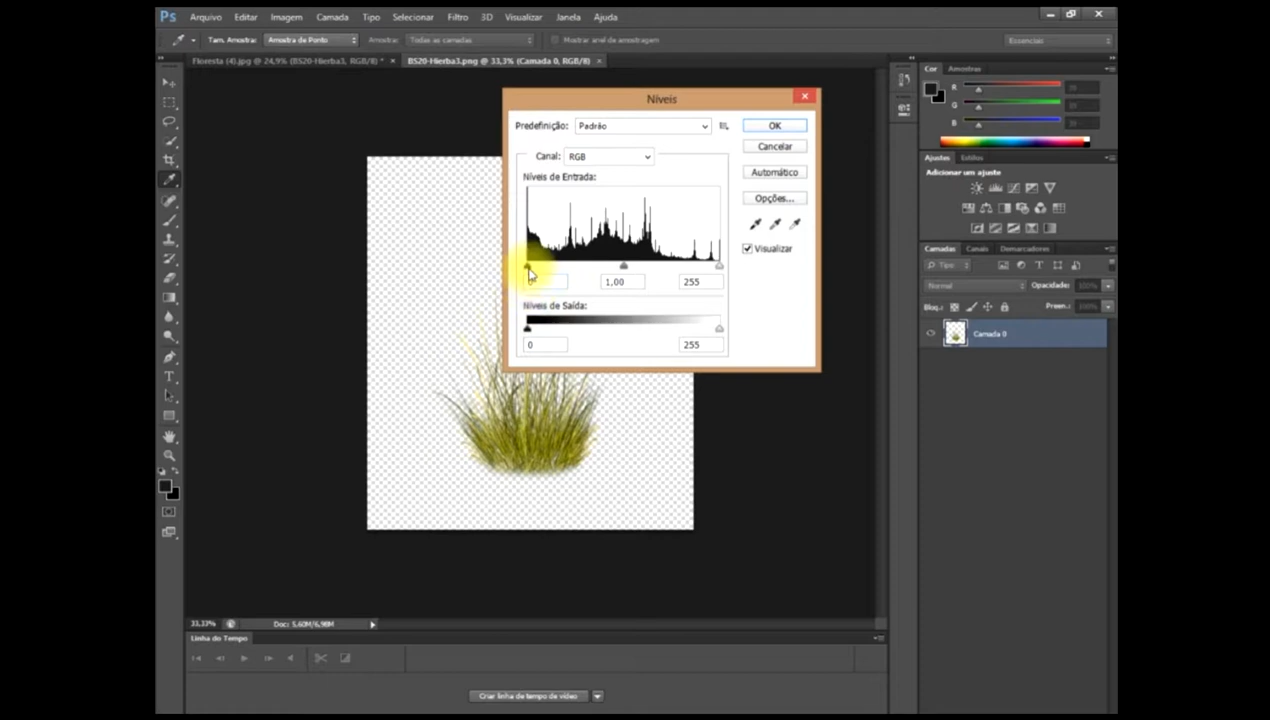 Ps Arquivo Editar Imagem Camada Tipo Selecionar Filtro 3D Visualizar Janela Ajuda
Tam. Amostra: Amostra de Ponto Amostra: Todas as camadas Mostrar anel de amostragem Essenciais
Floresta (4).jpg @ 24,9% (BS20-Hierba3, RGB/8) * × BS20-Hierba3.png @ 33,3% (Camada 0, RGB/8) ×
Níveis
Predefinição: Padrão
OK
Canal: RGB
Cancelar
Níveis de Entrada:
Automático
Opções...
Visualizar
1,00 255
Níveis de Saída:
0 255
Cor Amostras
R
G
B
Ajustes Estilos
Adicionar um ajuste
Camadas Canais Demarcadores
Tipo
Normal Opacidade: 100%
Bloq.: Preen.: 100%
Camada 0
33,33% Doc: 5,60M/6,98M
Linha do Tempo
Criar linha de tempo de vídeo